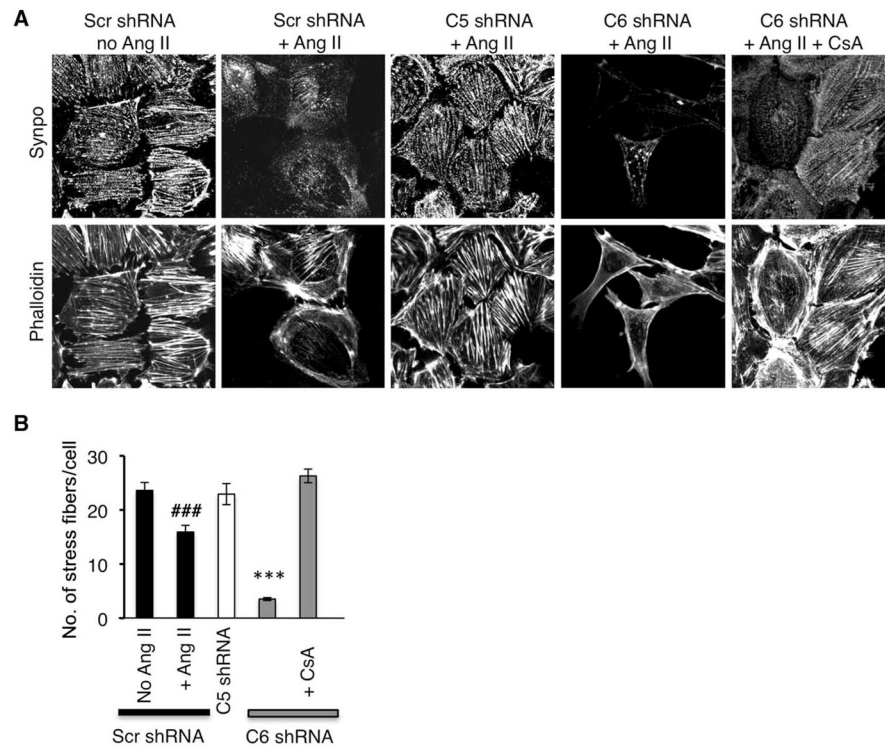 A
Scr shRNA
no Ang II
Scr shRNA
+ Ang II
C5 shRNA
+ Ang II
C6 shRNA
+ Ang II
C6 shRNA
+ Ang II + CsA
Synpo
Phalloidin
B
No. of stress fibers/cell
30
20
10
0
###
***
No Ang II
+ Ang II
C5 shRNA
+ CsA
Scr shRNA
C6 shRNA